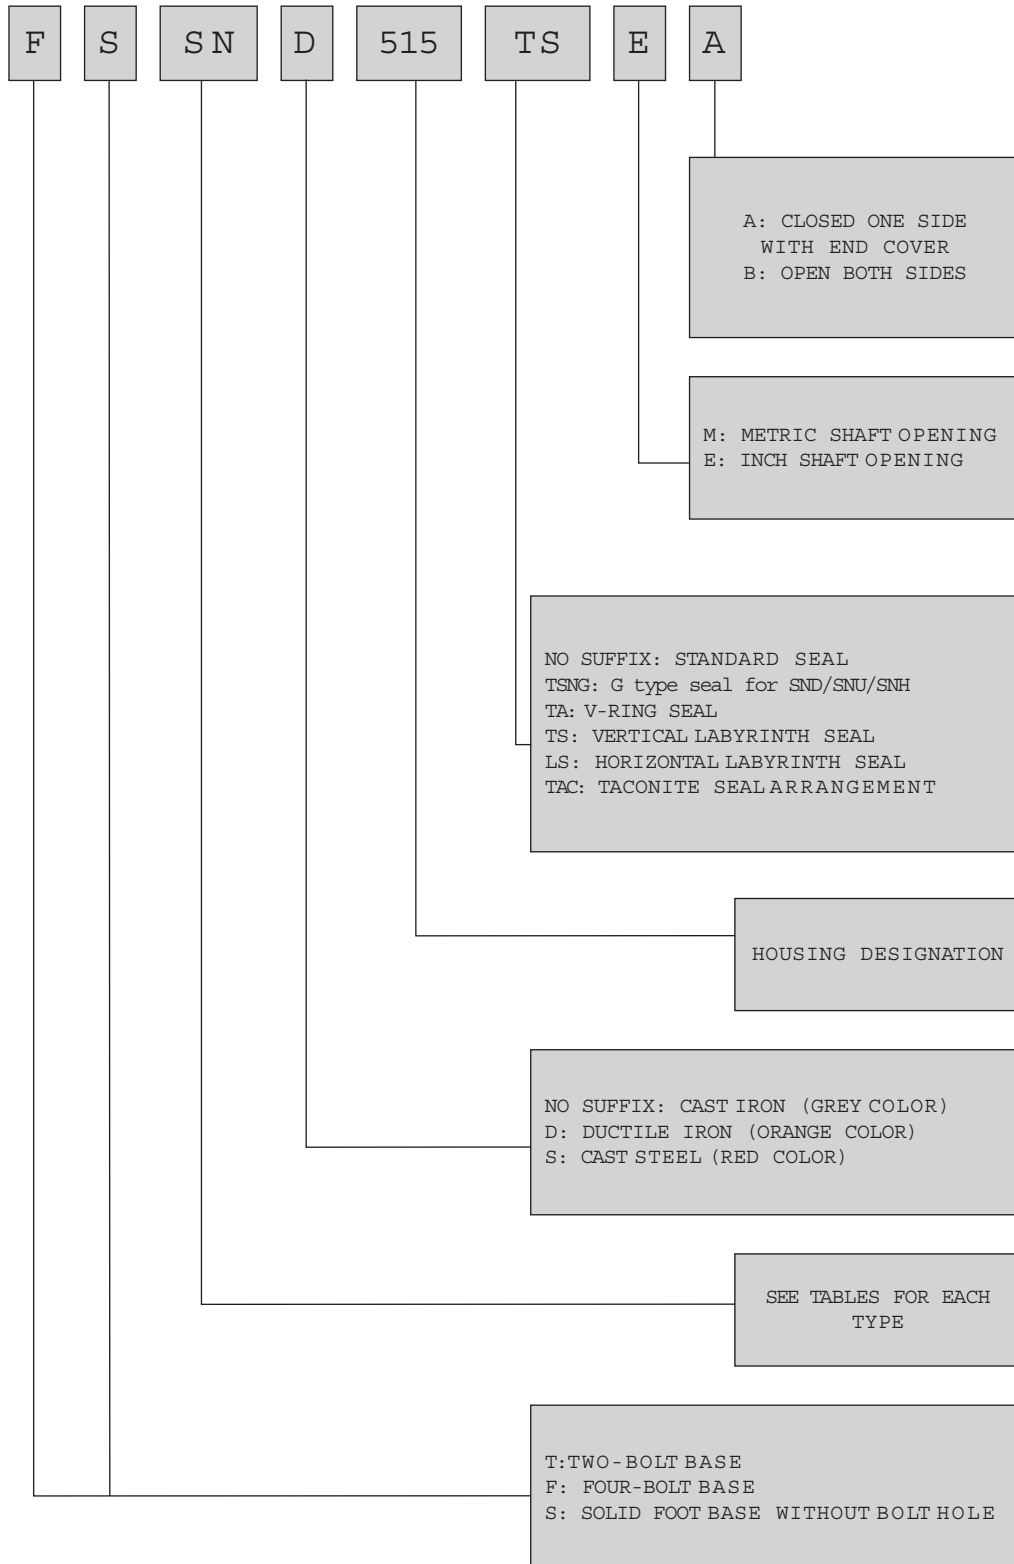 F S SN D 515 TS E A
A: CLOSED ONE SIDE
WITH END COVER
B: OPEN BOTH SIDES
M: METRIC SHAFT OPENING
E: INCH SHAFT OPENING
NO SUFFIX: STANDARD SEAL
TSNG: G type seal for SND/SNU/SNH
TA: V-RING SEAL
TS: VERTICAL LABYRINTH SEAL
LS: HORIZONTAL LABYRINTH SEAL
TAC: TACONITE SEAL ARRANGEMENT
HOUSING DESIGNATION
NO SUFFIX: CAST IRON (GREY COLOR)
D: DUCTILE IRON (ORANGE COLOR)
S: CAST STEEL (RED COLOR)
SEE TABLES FOR EACH
TYPE
T:TWO-BOLT BASE
F: FOUR-BOLT BASE
S: SOLID FOOT BASE WITHOUT BOLT HOLE